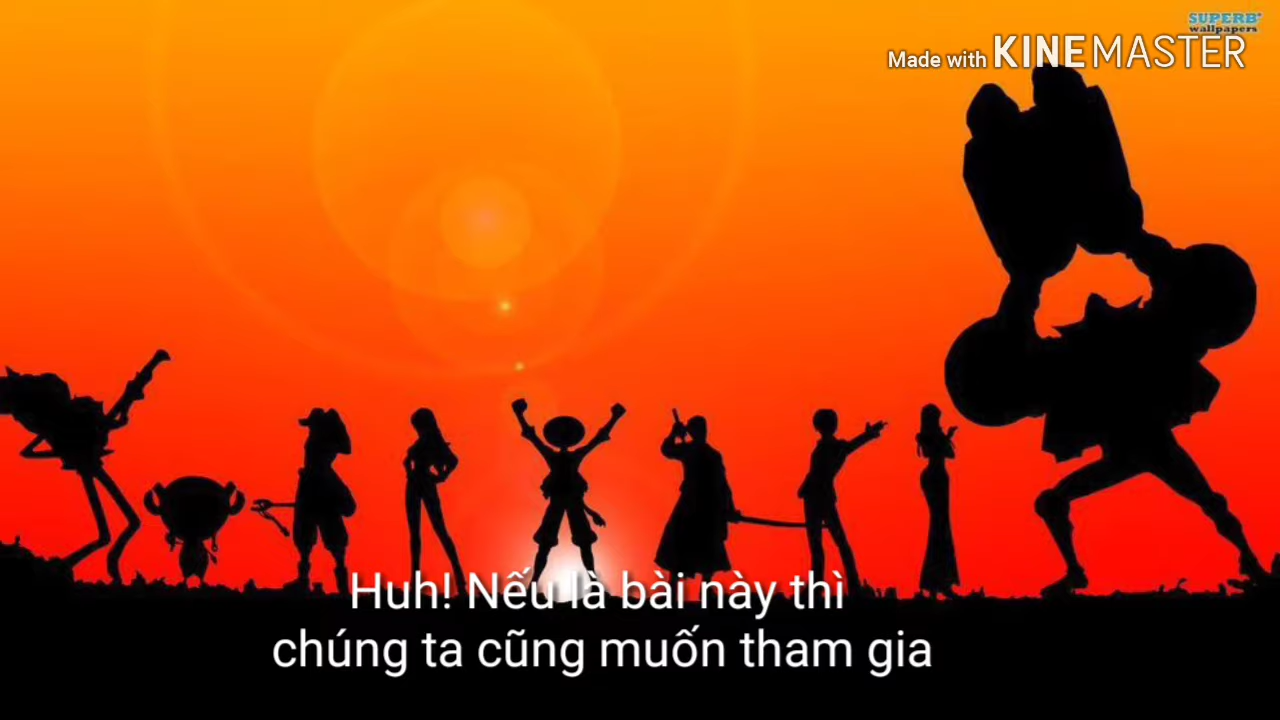 SUPERB
wallpapers
Made with KINEMASTER
Huh! Nếu là bài này thì
chúng ta cũng muốn tham gia